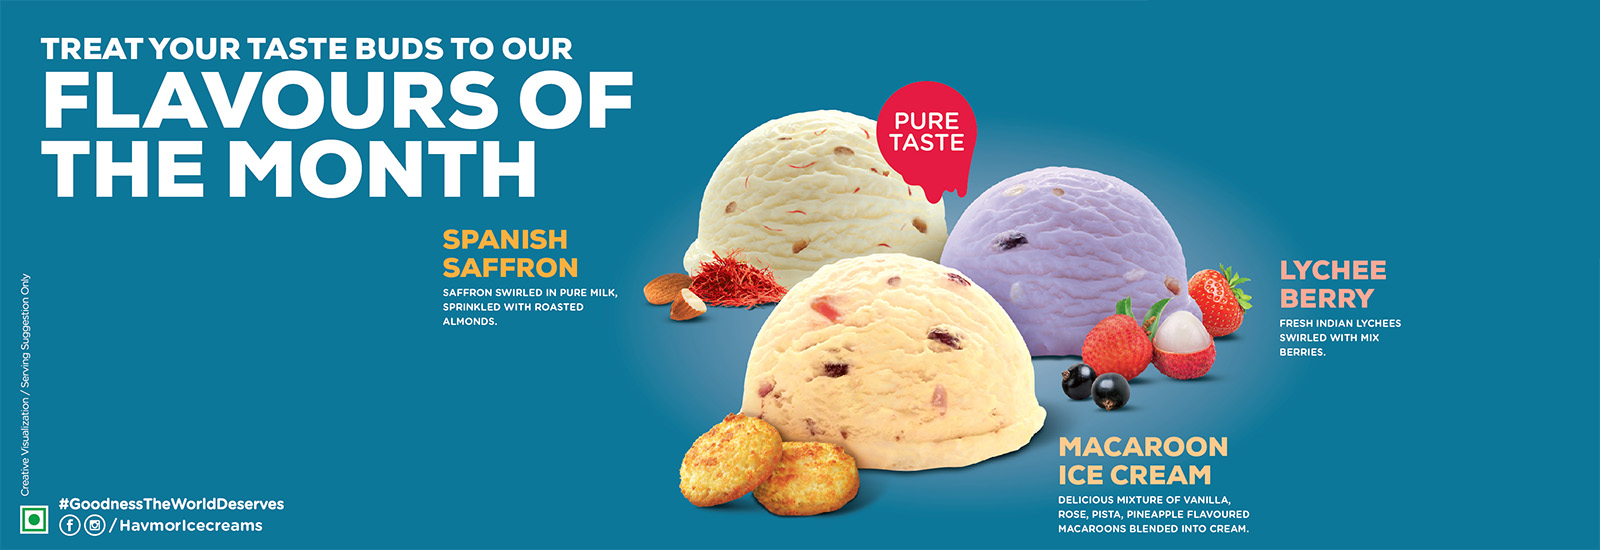 TREAT YOUR TASTE BUDS TO OUR
FLAVOURS OF
THE MONTH
PURE
TASTE
SPANISH
SAFFRON
SAFFRON SWIRLED IN PURE MILK,
SPRINKLED WITH ROASTED
ALMONDS.
LYCHEE
BERRY
FRESH INDIAN LYCHEES
SWIRLED WITH MIX
BERRIES.
MACAROON
ICE CREAM
DELICIOUS MIXTURE OF VANILLA,
ROSE, PISTA, PINEAPPLE FLAVOURED
MACAROONS BLENDED INTO CREAM.
Creative Visualization / Serving Suggestion Only
#GoodnessTheWorldDeserves
/HavmorIcecreams